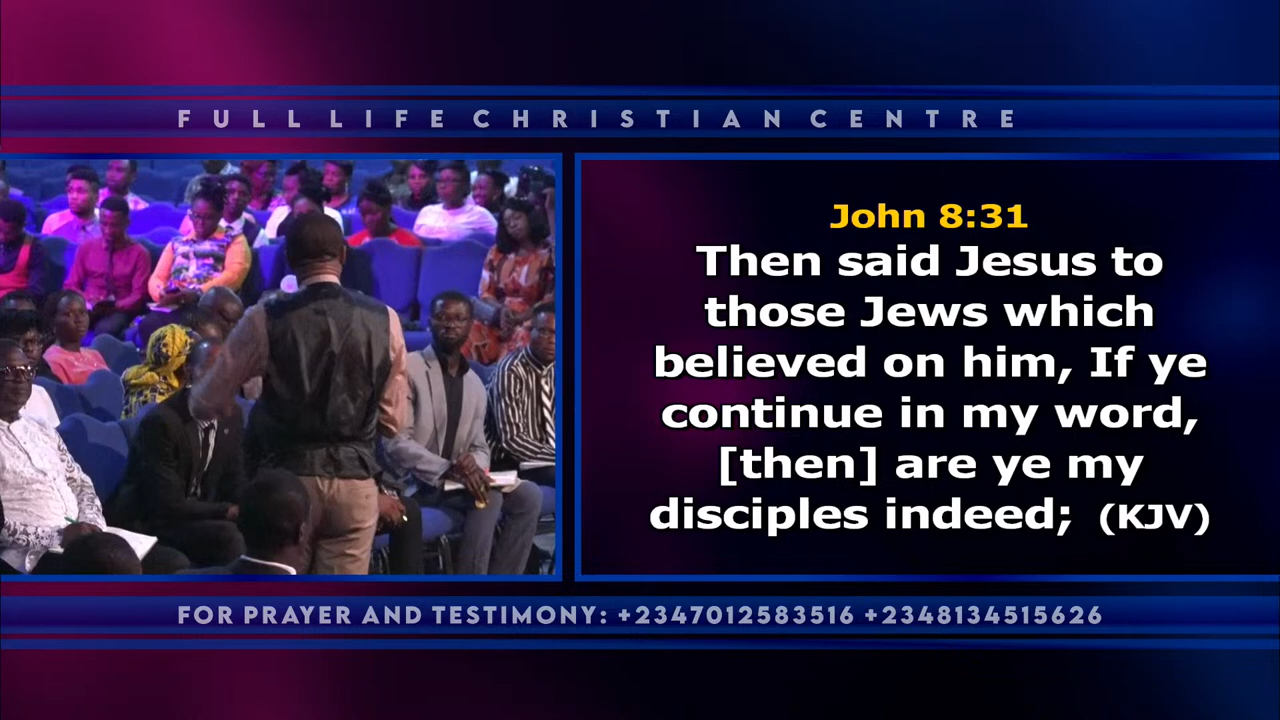 FULL LIFE CHRISTIAN CENTRE
John 8:31
Then said Jesus to
those Jews which
believed on him, If ye
continue in my word,
[then] are ye my
disciples indeed; (KJV)
FOR PRAYER AND TESTIMONY: +2347012583516 +2348134515626